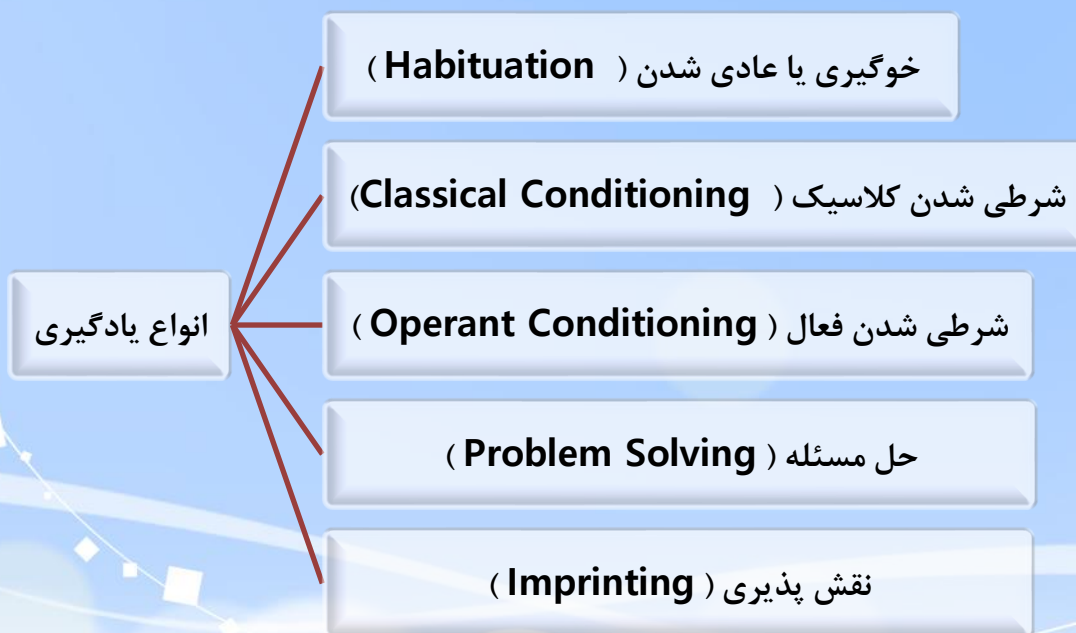 انواع یادگیری
خوگیری یا عادی شدن ( Habituation )
شرطی شدن کلاسیک ( Classical Conditioning)
شرطی شدن فعال ( Operant Conditioning )
حل مسئله ( Problem Solving )
نقش پذیری ( Imprinting )